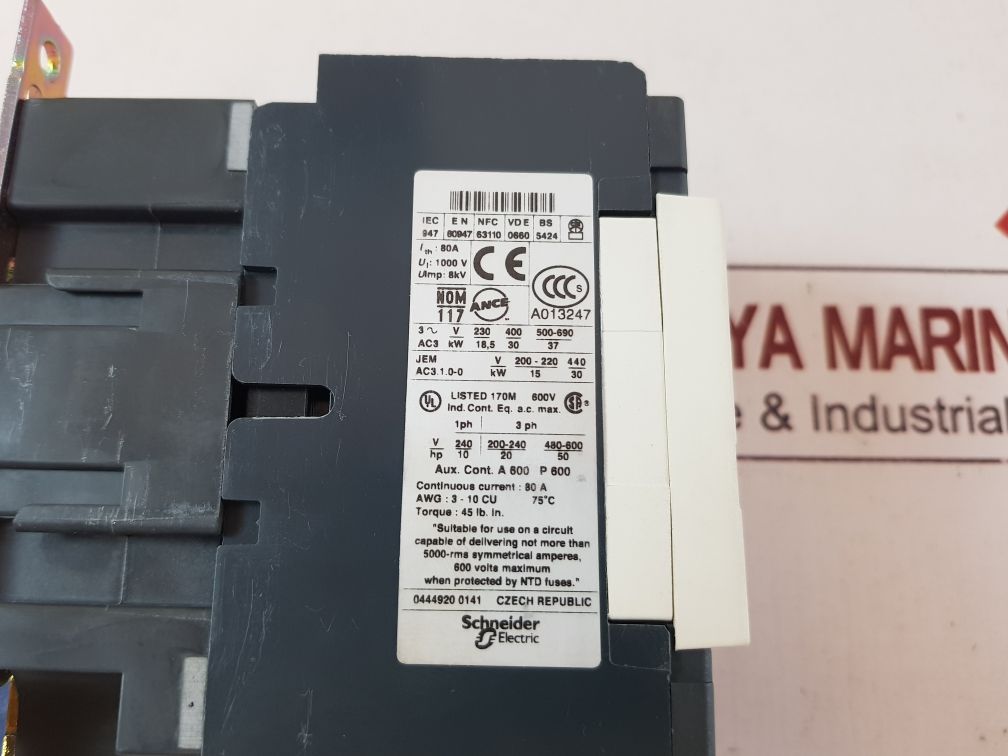 IEC EN NFC VDE BS
947 60947 63110 0660 5424
Ith : 80A
Ui : 1000 V
Uimp: 8kV
CE
CCC S
NOM
117
ANCE
A013247
3 ~ V 230 400 500-690
AC3 kW 18,5 30 37
JEM V 200 - 220 440
AC3.1.0-0 kW 15 30
UL LISTED 170M 600V SA ®
Ind. Cont. Eq. a.c. max.
1ph 3 ph
V 240 200-240 480-600
hp 10 20 50
Aux. Cont. A 600 P 600
Continuous current : 80 A
AWG : 3 - 10 CU 75°C
Torque : 45 lb. in.
"Suitable for use on a circuit
capable of delivering not more than
5000-rms symmetrical amperes,
600 volts maximum
when protected by NTD fuses."
0444920 0141 CZECH REPUBLIC
Schneider
Electric
YA MARIN
e & Industrial